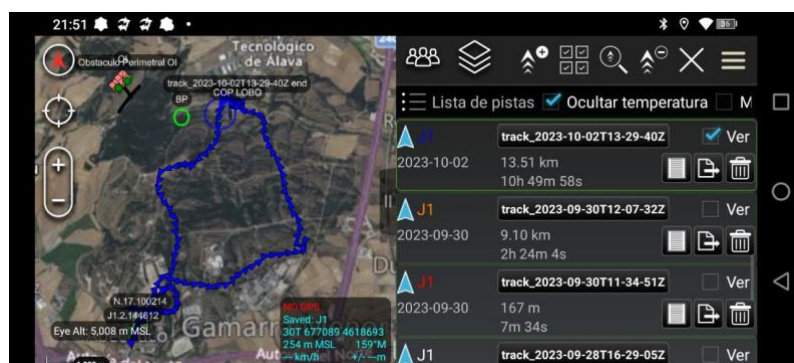 21:51
86
Tecnológico
de Álava
Obstaculo Perimetral OI
track_2023-10-02T13-29-40Z end
COP LOBO
BP
N.17.100214
J1.2.144612
Eye Alt: 5,008 m MSL
Gamarr
NO GPS
Saved: J1
30T 677089 4618693
254 m MSL 159°M
--- km/h +/- ---m
Lista de pistas Ocultar temperatura M
J1 track_2023-10-02T13-29-40Z Ver
2023-10-02 13.51 km
10h 49m 58s
J1 track_2023-09-30T12-07-32Z Ver
2023-09-30 9.10 km
2h 24m 4s
J1 track_2023-09-30T11-34-51Z Ver
2023-09-30 167 m
7m 34s
J1 track_2023-09-28T16-29-05Z Ver